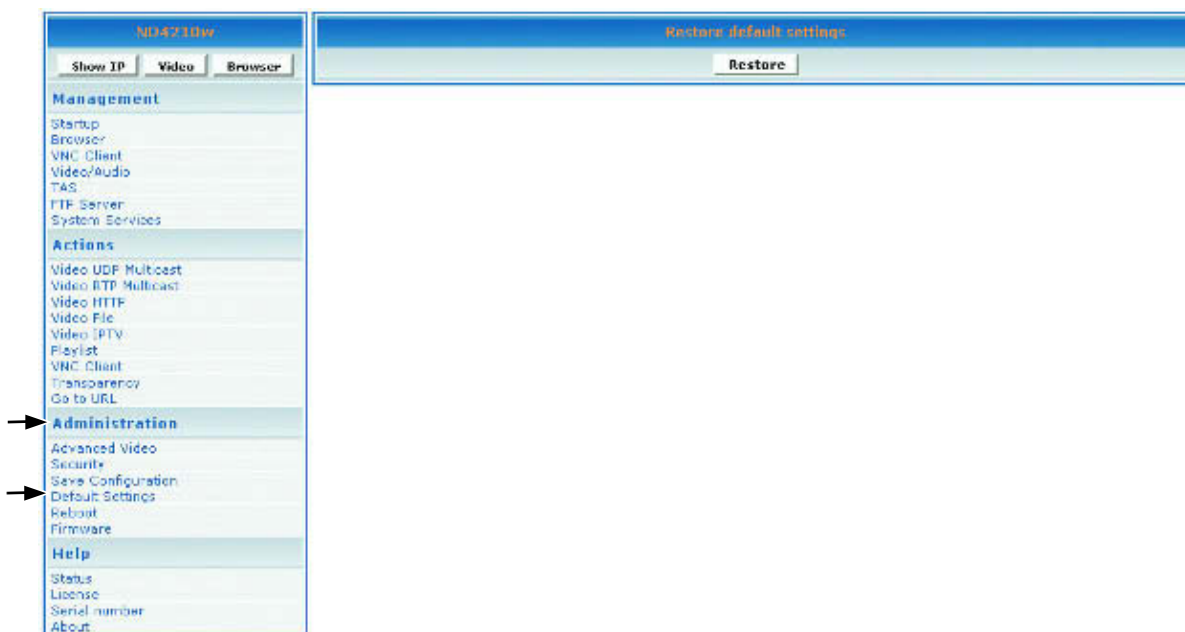 ND4210w
Show IP Video Browser
Management
Startup
Browser
VNC Client
Video/Audio
TAS
FTP Server
System Services
Actions
Video UDP Multicast
Video RTP Multicast
Video HTTP
Video File
Video IPTV
Playlist
VNC Client
Transparency
Go to URL
Administration
Advanced Video
Security
Save Configuration
Default Settings
Reboot
Firmware
Help
Status
License
Serial number
About
Restore default settings
Restore